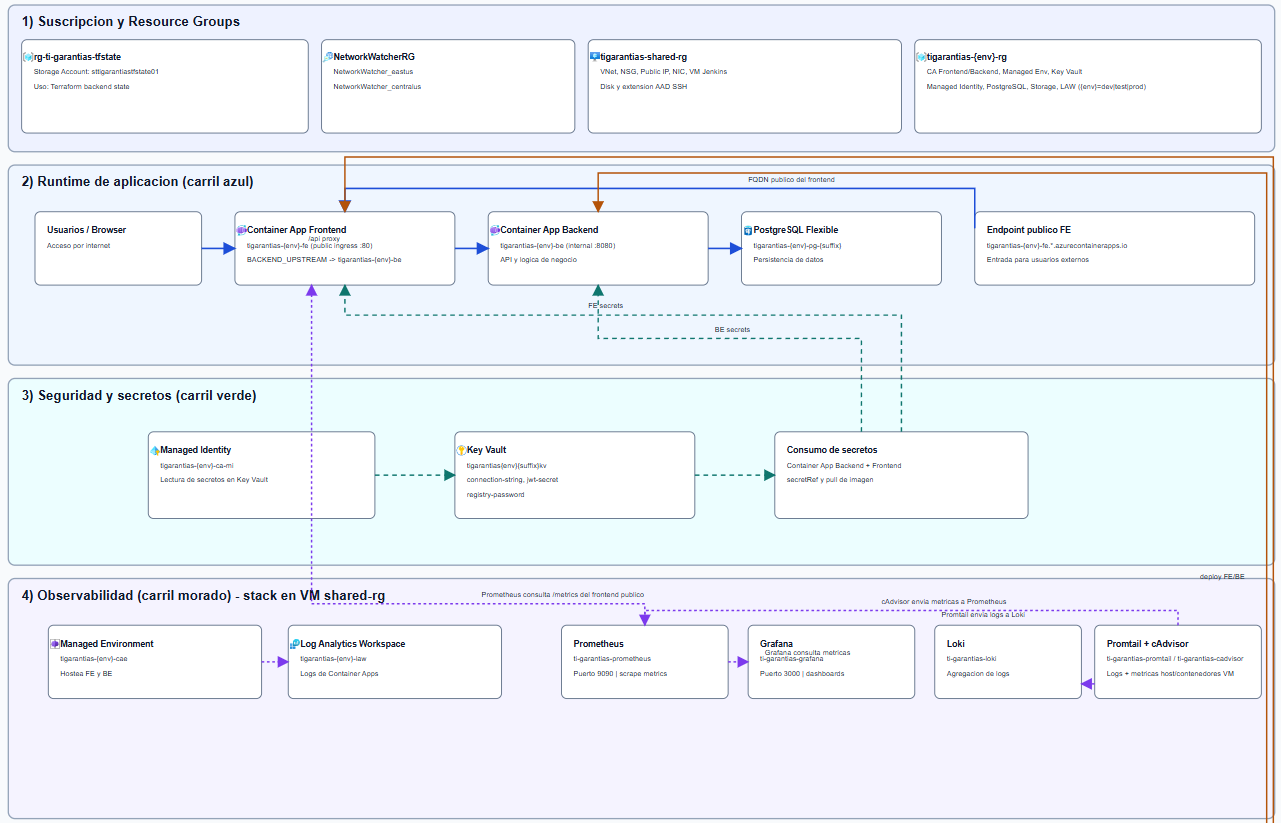 1) Suscripcion y Resource Groups
rg-ti-garantias-tfstate
Storage Account: sttigarantiastfstate01
Uso: Terraform backend state
NetworkWatcherRG
NetworkWatcher_eastus
NetworkWatcher_centralus
tigarantias-shared-rg
VNet, NSG, Public IP, NIC, VM Jenkins
Disk y extension AAD SSH
tigarantias-{env}-rg
CA Frontend/Backend, Managed Env, Key Vault
Managed Identity, PostgreSQL, Storage, LAW ({env}=dev|test|prod)
2) Runtime de aplicacion (carril azul)
FQDN publico del frontend
Usuarios / Browser
Acceso por internet
Container App Frontend
/api proxy
tigarantias-{env}-fe (public ingress :80)
BACKEND_UPSTREAM -> tigarantias-{env}-be
Container App Backend
tigarantias-{env}-be (internal :8080)
API y logica de negocio
PostgreSQL Flexible
tigarantias-{env}-pg-{suffix}
Persistencia de datos
Endpoint publico FE
tigarantias-{env}-fe.*.azurecontainerapps.io
Entrada para usuarios externos
FE secrets
BE secrets
3) Seguridad y secretos (carril verde)
Managed Identity
tigarantias-{env}-ca-mi
Lectura de secretos en Key Vault
Key Vault
tigarantias{env}{suffix}kv
connection-string, jwt-secret
registry-password
Consumo de secretos
Container App Backend + Frontend
secretRef y pull de imagen
deploy FE/BE
4) Observabilidad (carril morado) - stack en VM shared-rg
Prometheus consulta /metrics del frontend publico
cAdvisor envia metricas a Prometheus
Promtail envia logs a Loki
Managed Environment
tigarantias-{env}-cae
Hostea FE y BE
Log Analytics Workspace
tigarantias-{env}-law
Logs de Container Apps
Prometheus
ti-garantias-prometheus
Puerto 9090 | scrape metrics
Grafana
Grafana consulta metricas
ti-garantias-grafana
Puerto 3000 | dashboards
Loki
ti-garantias-loki
Agregacion de logs
Promtail + cAdvisor
ti-garantias-promtail / ti-garantias-cadvisor
Logs + metricas host/contenedores VM